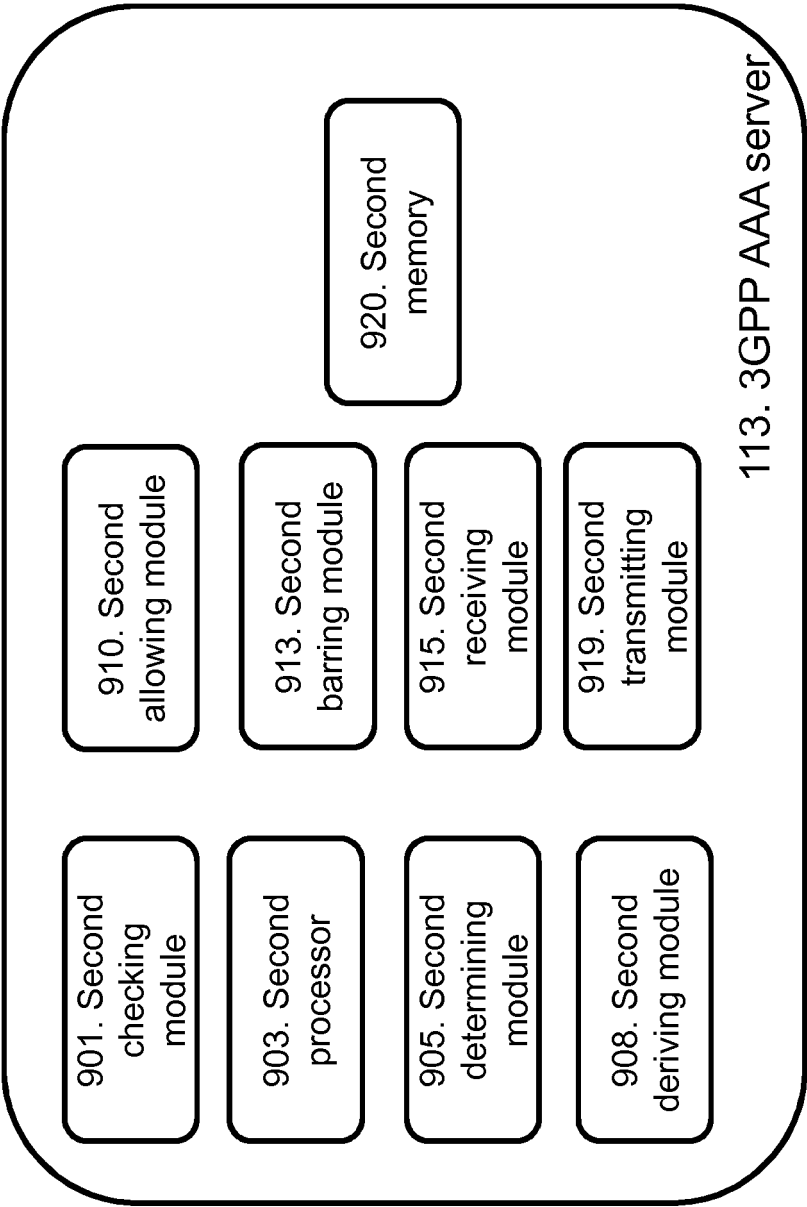 901. Second
checking
module
903. Second
processor
905. Second
determining
module
908. Second
deriving module
910. Second
allowing module
913. Second
barring module
915. Second
receiving
module
919. Second
transmitting
module
920. Second
memory
113. 3GPP AAA server